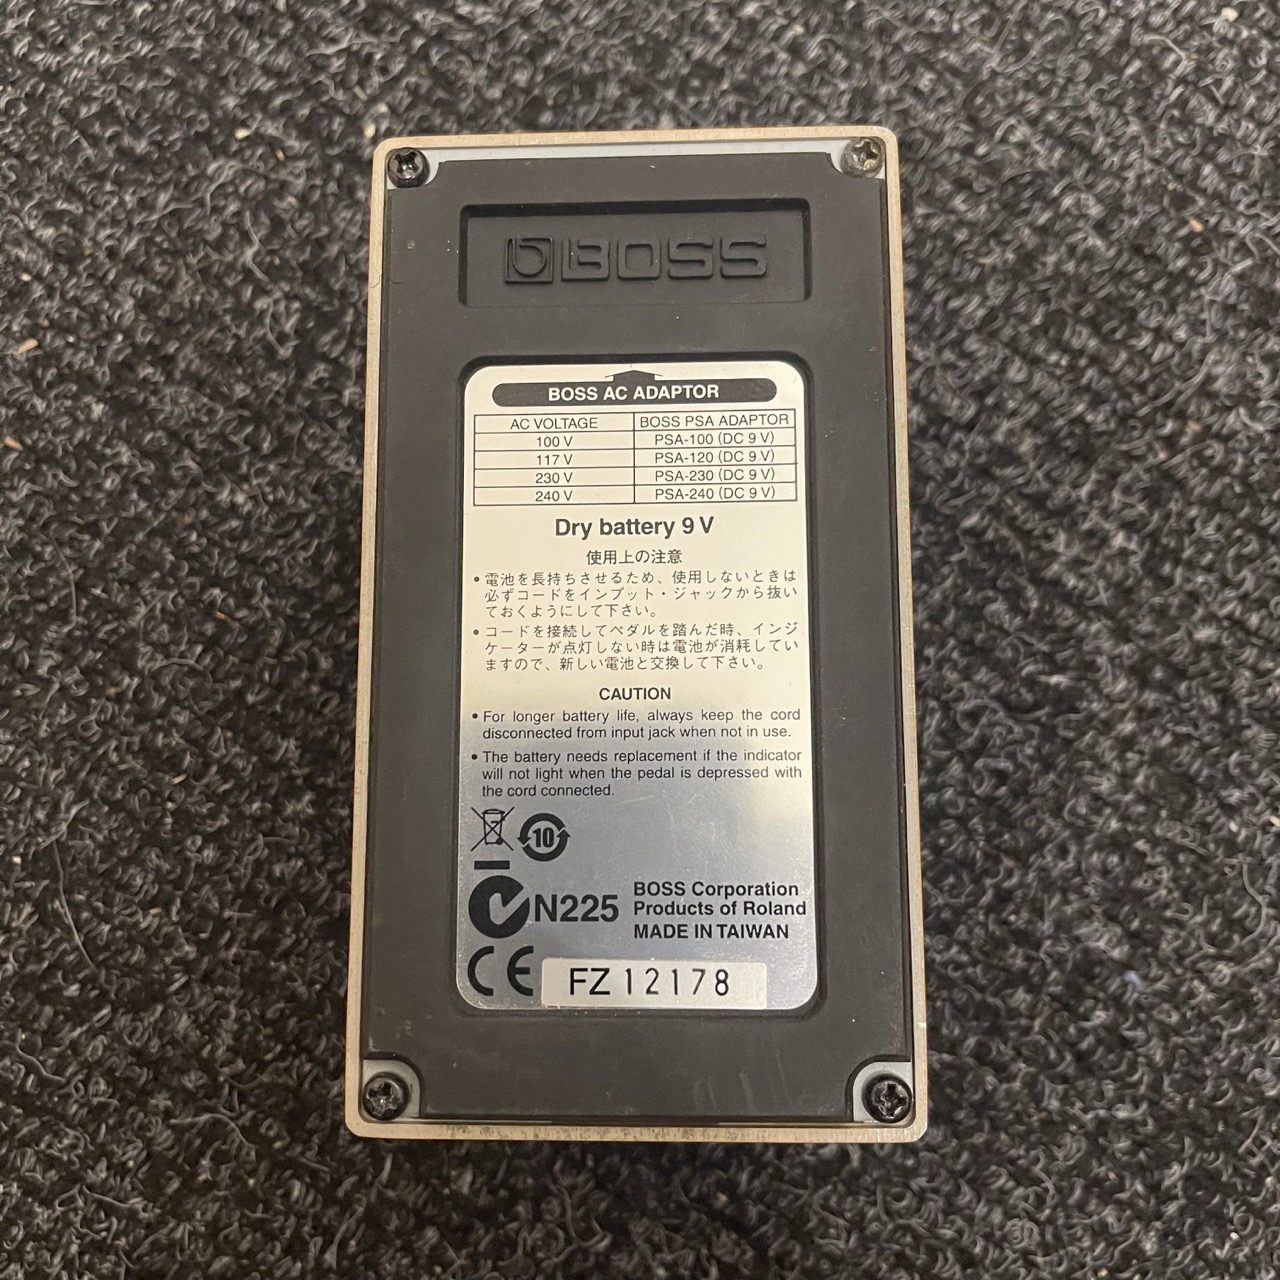 BOSS
BOSS AC ADAPTOR
AC VOLTAGE BOSS PSA ADAPTOR
100 V PSA-100 (DC 9 V)
117 V PSA-120 (DC 9 V)
230 V PSA-230 (DC 9 V)
240 V PSA-240 (DC 9 V)
Dry battery 9 V
使用上の注意
• 電池を長持ちさせるため、使用しないときは
必ずコードをインプット・ジャックから抜い
ておくようにして下さい。
• コードを接続してペダルを踏んだ時、インジ
ケーターが点灯しない時は電池が消耗してい
ますので、新しい電池と交換して下さい。
CAUTION
• For longer battery life, always keep the cord
disconnected from input jack when not in use.
• The battery needs replacement if the indicator
will not light when the pedal is depressed with
the cord connected.
10
N225
BOSS Corporation
Products of Roland
MADE IN TAIWAN
CE
FZ 12178